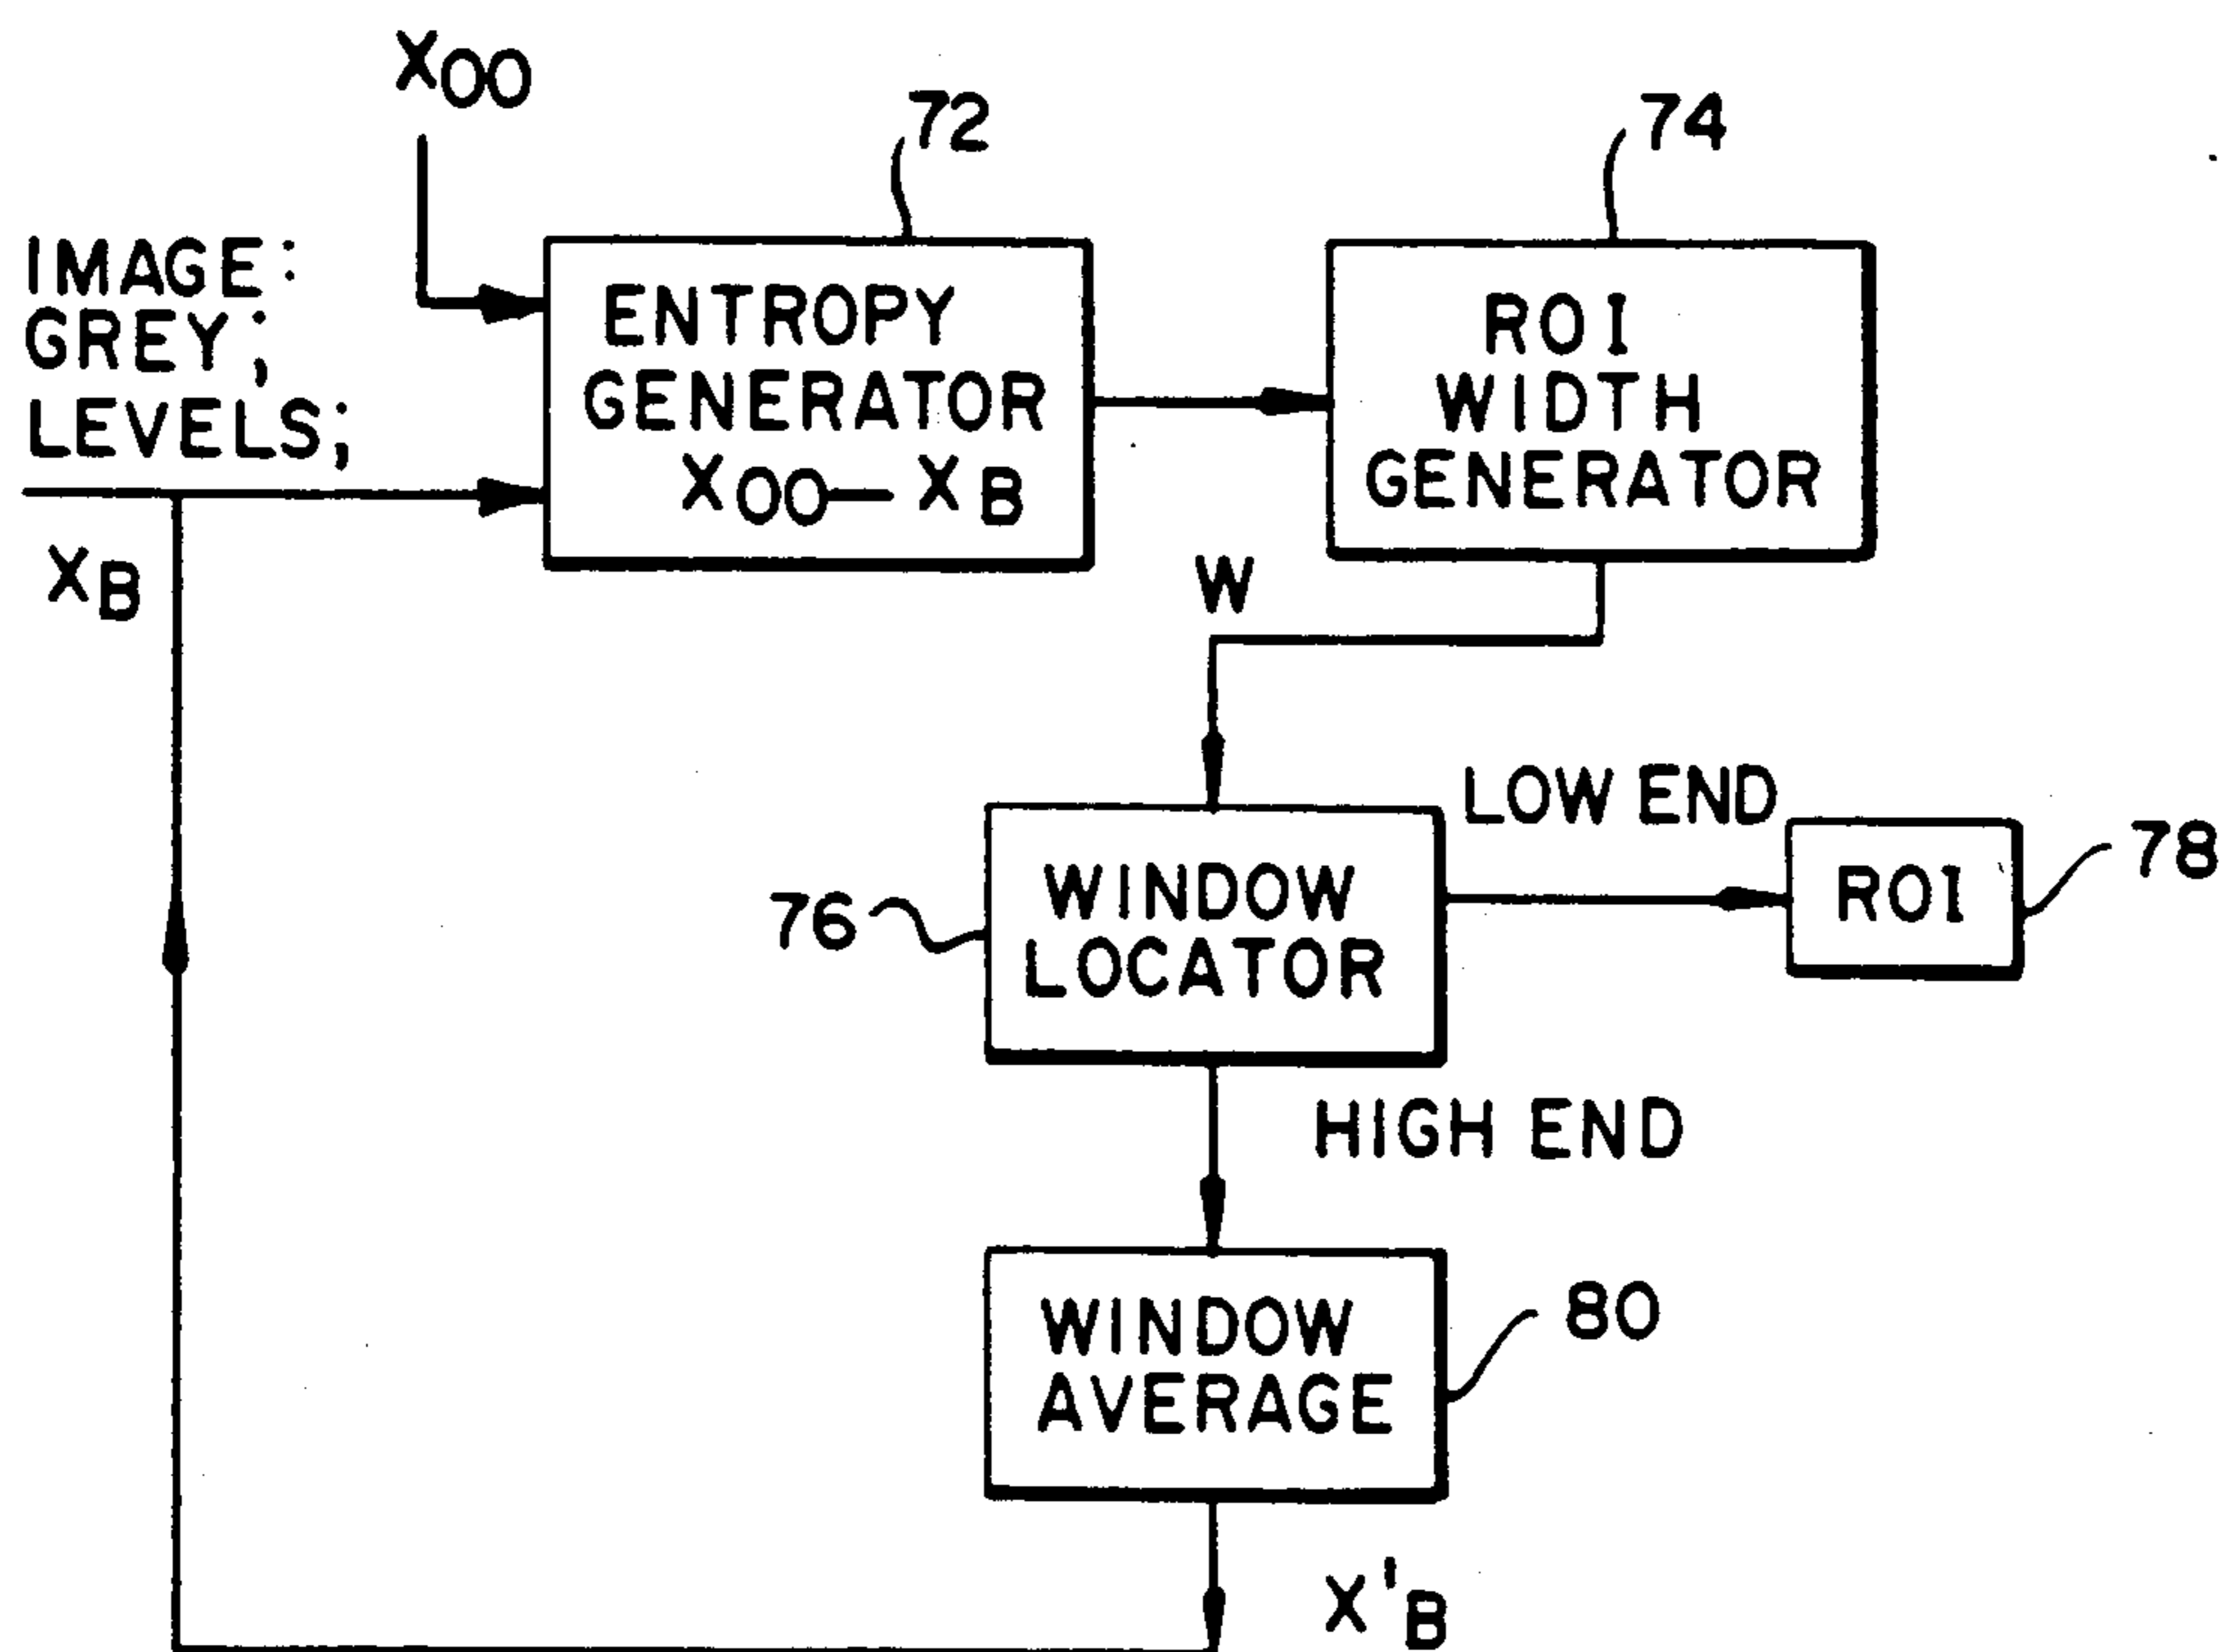 X00
72
74
IMAGE:
GREY;
LEVELS;
XB
ENTROPY
GENERATOR
X00— XB
ROI
WIDTH
GENERATOR
W
LOW END
76
WINDOW
LOCATOR
ROI
78
HIGH END
WINDOW
AVERAGE
80
X'B